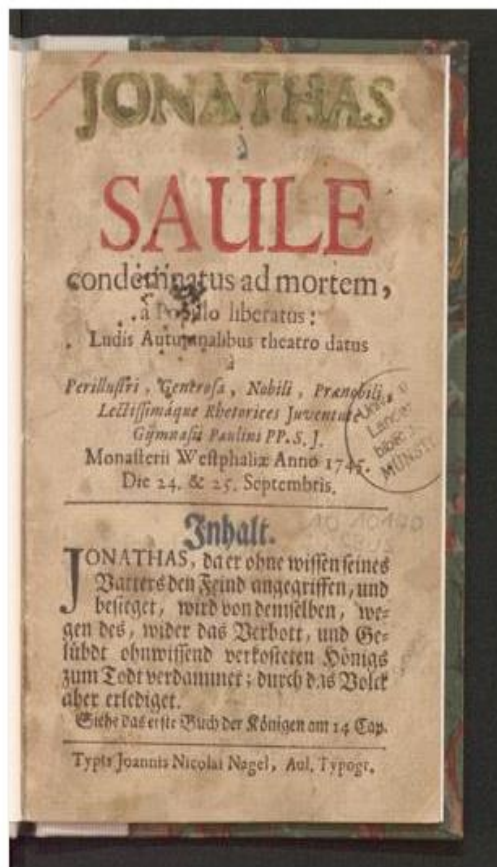 JONATHAS
à
SAULE
condemnatus ad mortem,
à Populo liberatus:
Ludis Autumnalibus theatro datus
à
Perillustri, Generosa, Nobili, Prænobili,
Lectissimáque Rhetorices Juventute
Gymnasii Paulini PP. S. J.
Monasterii Westphaliæ Anno 1745.
Die 24. & 25. Septembris.
MÜNSTE
Inhalt.
JONATHAS, da er ohne wissen seines
Vatters den Feind angegriffen, und
besieget, wird von demselben, we-
gen des, wider das Verbott, und Ge-
lübdt ohnwissend verkosteten Hönigs
zum Todt verdammet; durch das Volck
aber erlediget.
Siehe das erste Buch der Königen am 14 Cap.
Typis Joannis Nicolai Nagel, Aul. Typogr.